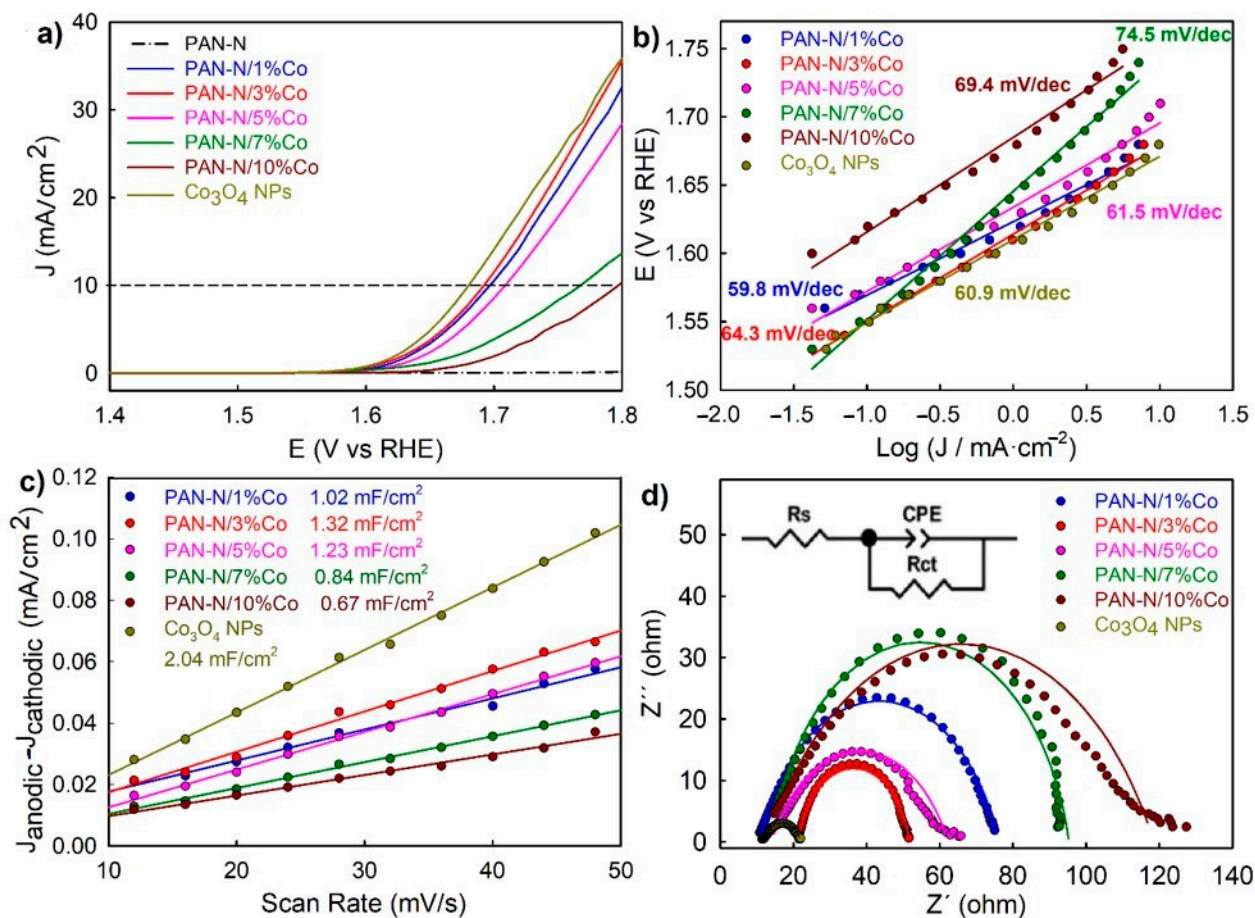 a)
PAN-N
PAN-N/1%Co
PAN-N/3%Co
PAN-N/5%Co
PAN-N/7%Co
PAN-N/10%Co
Co₃O₄ NPs
40
30
20
10
0
J (mA/cm²)
1.4 1.5 1.6 1.7 1.8
E (V vs RHE)
b)
PAN-N/1%Co
PAN-N/3%Co
PAN-N/5%Co
PAN-N/7%Co
PAN-N/10%Co
Co₃O₄ NPs
74.5 mV/dec
69.4 mV/dec
61.5 mV/dec
59.8 mV/dec
60.9 mV/dec
64.3 mV/dec
1.75
1.70
1.65
1.60
1.55
1.50
E (V vs RHE)
−2.0 −1.5 −1.0 −0.5 0.0 0.5 1.0 1.5
Log (J / mA·cm⁻²)
c)
PAN-N/1%Co 1.02 mF/cm²
PAN-N/3%Co 1.32 mF/cm²
PAN-N/5%Co 1.23 mF/cm²
PAN-N/7%Co 0.84 mF/cm²
PAN-N/10%Co 0.67 mF/cm²
Co₃O₄ NPs
2.04 mF/cm²
0.12
0.10
0.08
0.06
0.04
0.02
0.00
Janodic-Jcathodic (mA/cm²)
10 20 30 40 50
Scan Rate (mV/s)
d)
Rs CPE
Rct
PAN-N/1%Co
PAN-N/3%Co
PAN-N/5%Co
PAN-N/7%Co
PAN-N/10%Co
Co₃O₄ NPs
50
40
30
20
10
0
Z´´ (ohm)
0 20 40 60 80 100 120 140
Z´ (ohm)